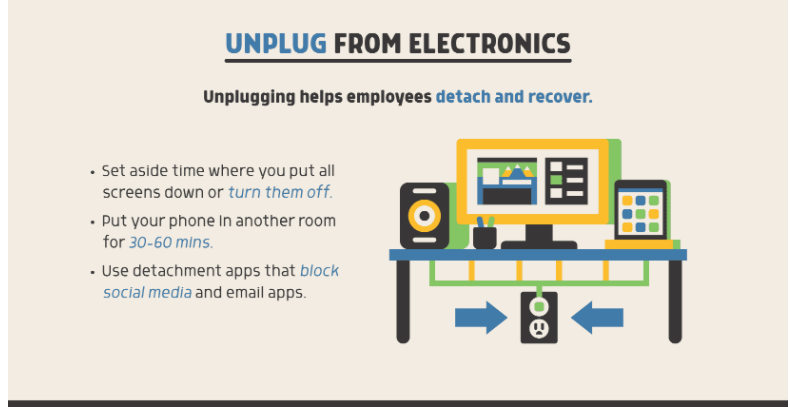 UNPLUG FROM ELECTRONICS
Unplugging helps employees detach and recover.
• Set aside time where you put all
screens down or turn them off.
• Put your phone in another room
for 30-60 mins.
• Use detachment apps that block
social media and email apps.